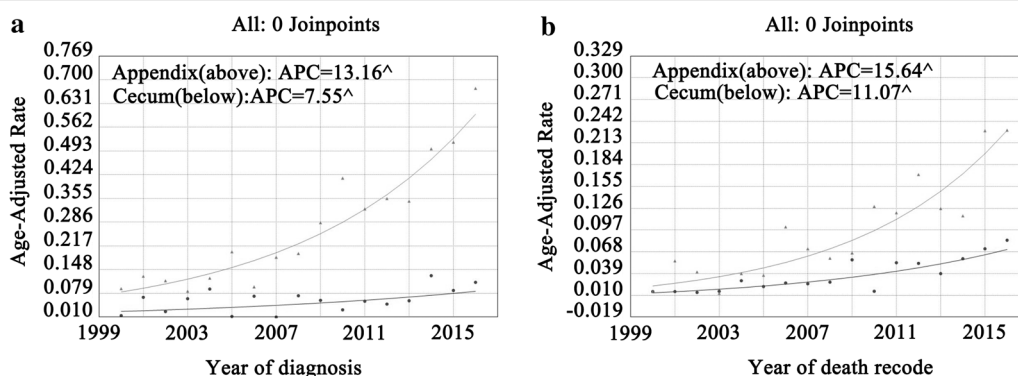 a
All: 0 Joinpoints
Appendix(above): APC=13.16^
Cecum(below):APC=7.55^
Age-Adjusted Rate
0.769
0.700
0.631
0.562
0.493
0.424
0.355
0.286
0.217
0.148
0.079
0.010
1999
2003
2007
2011
2015
Year of diagnosis
b
All: 0 Joinpoints
Appendix(above): APC=15.64^
Cecum(below): APC=11.07^
Age-Adjusted Rate
0.329
0.300
0.271
0.242
0.213
0.184
0.155
0.126
0.097
0.068
0.039
0.010
-0.019
1999
2003
2007
2011
2015
Year of death recode